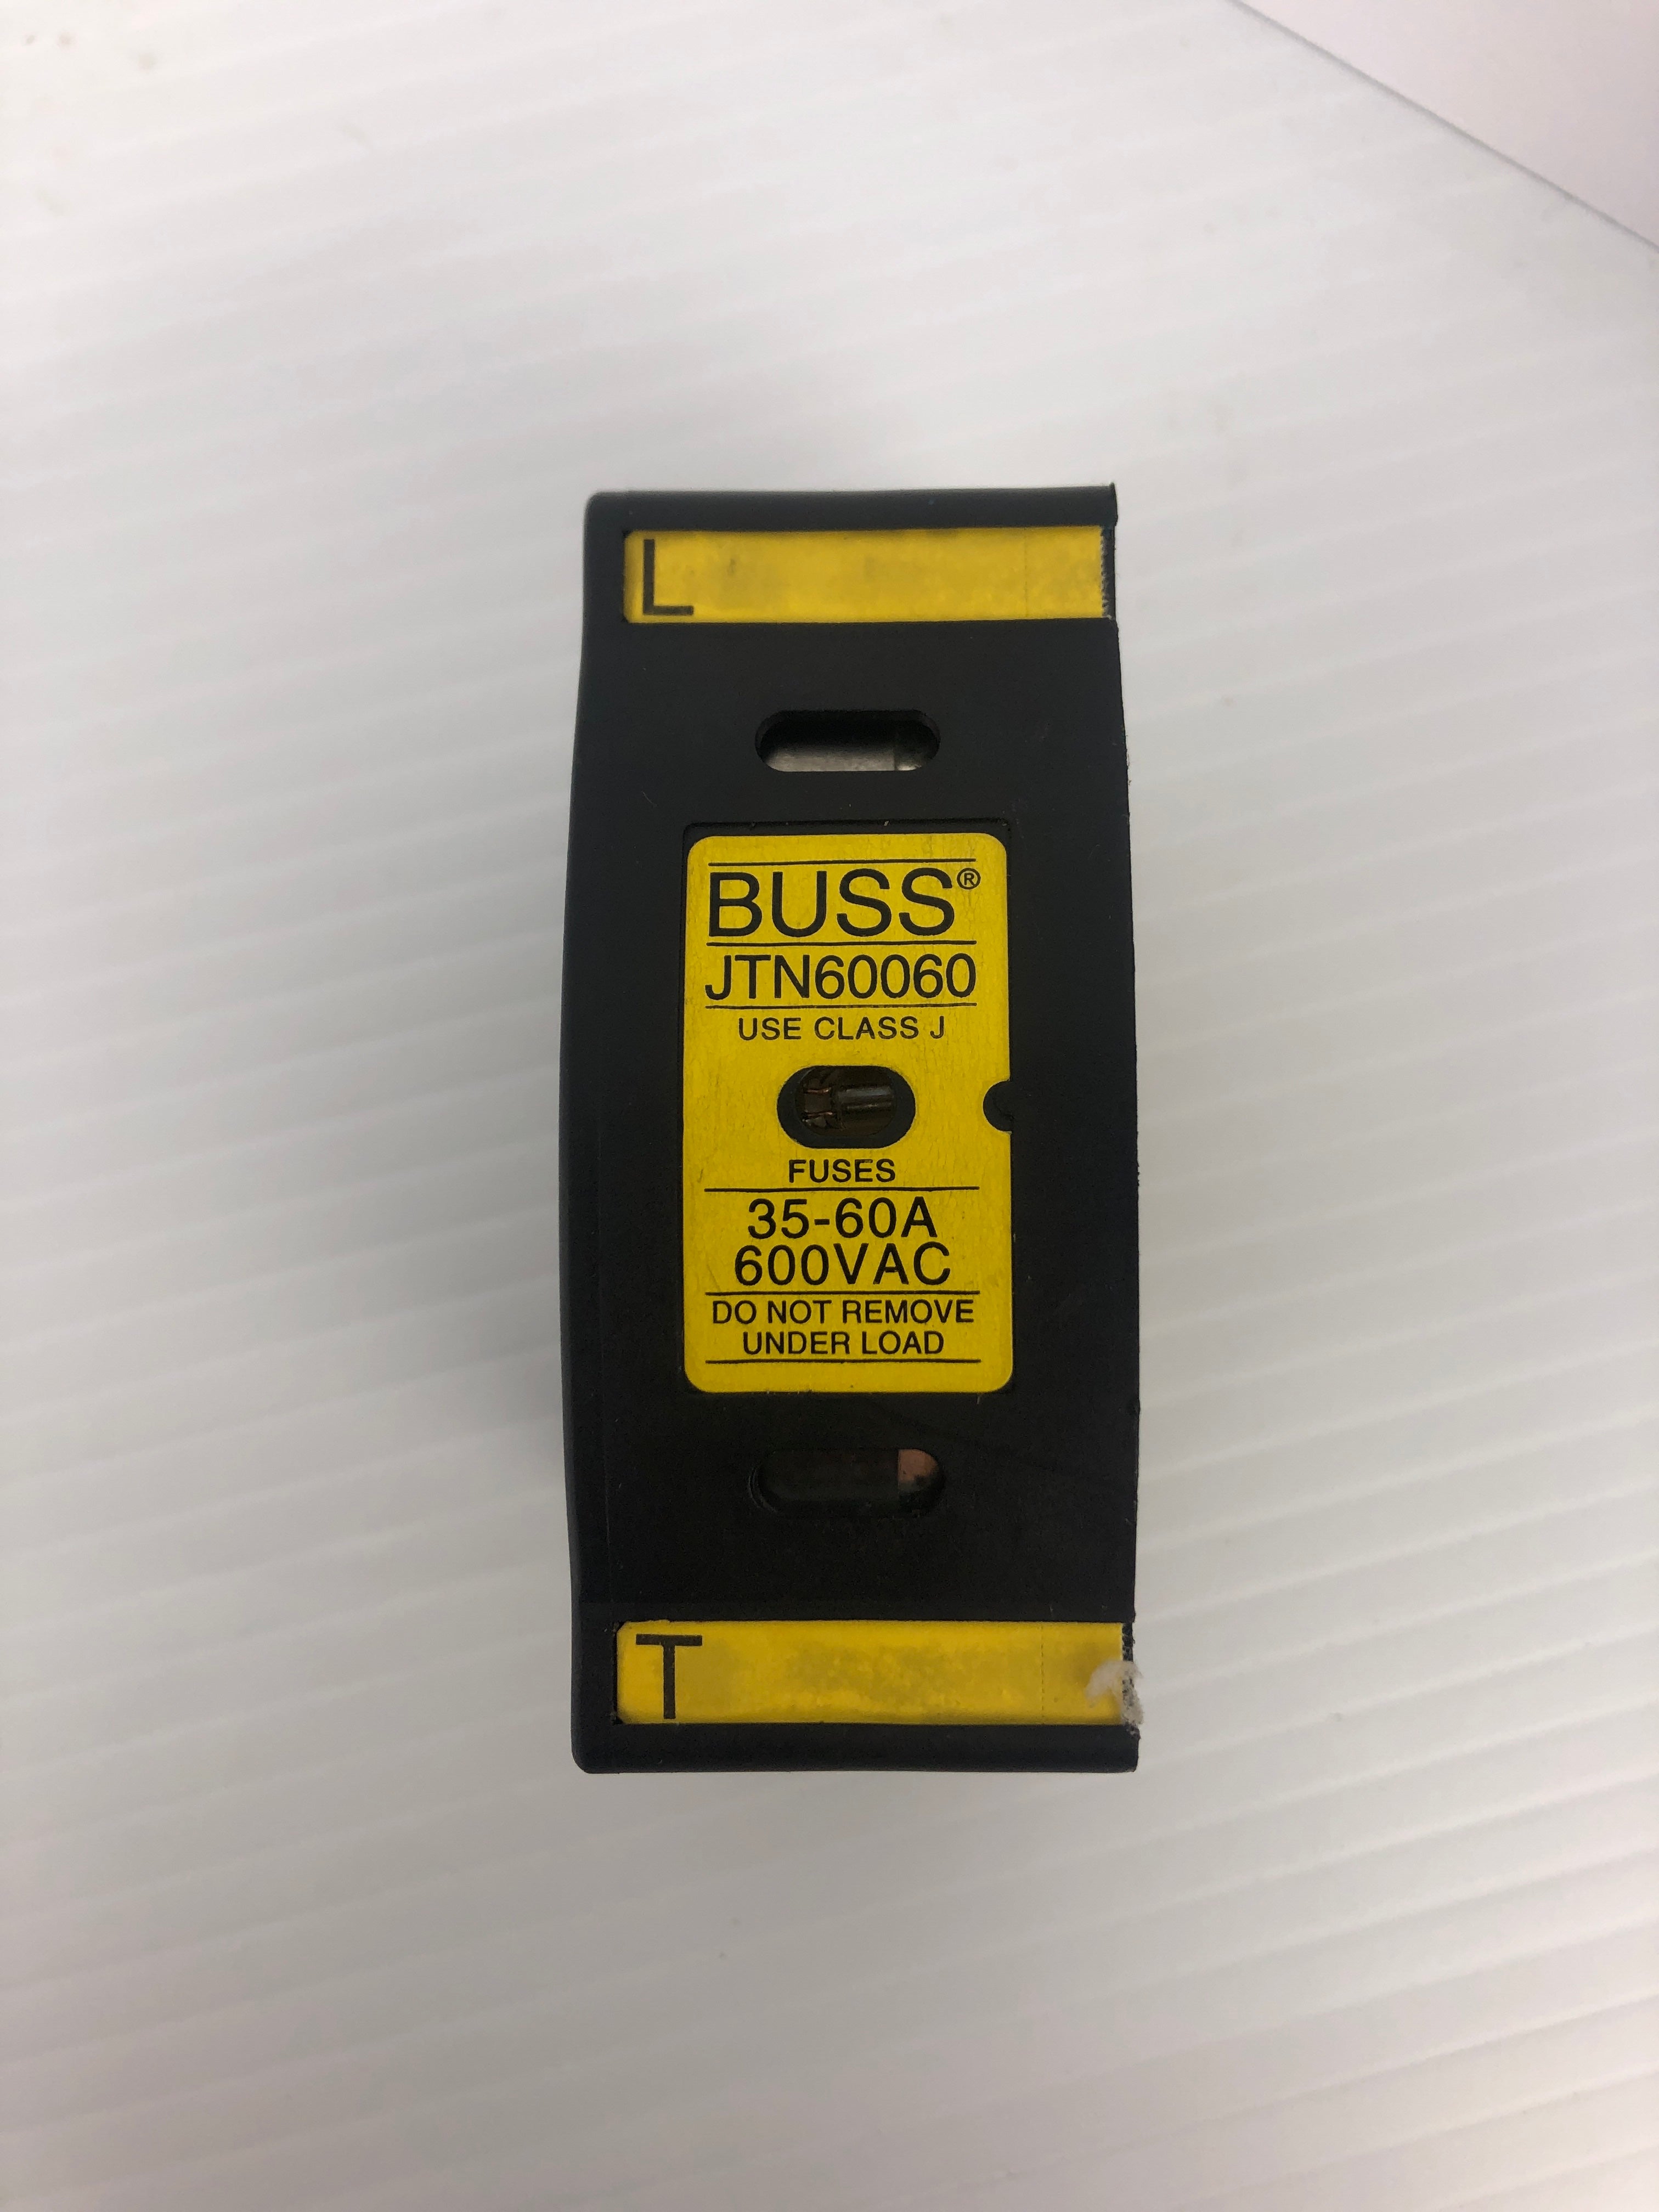 L
BUSS®
JTN60060
USE CLASS J
FUSES
35-60A
600VAC
DO NOT REMOVE
UNDER LOAD
T